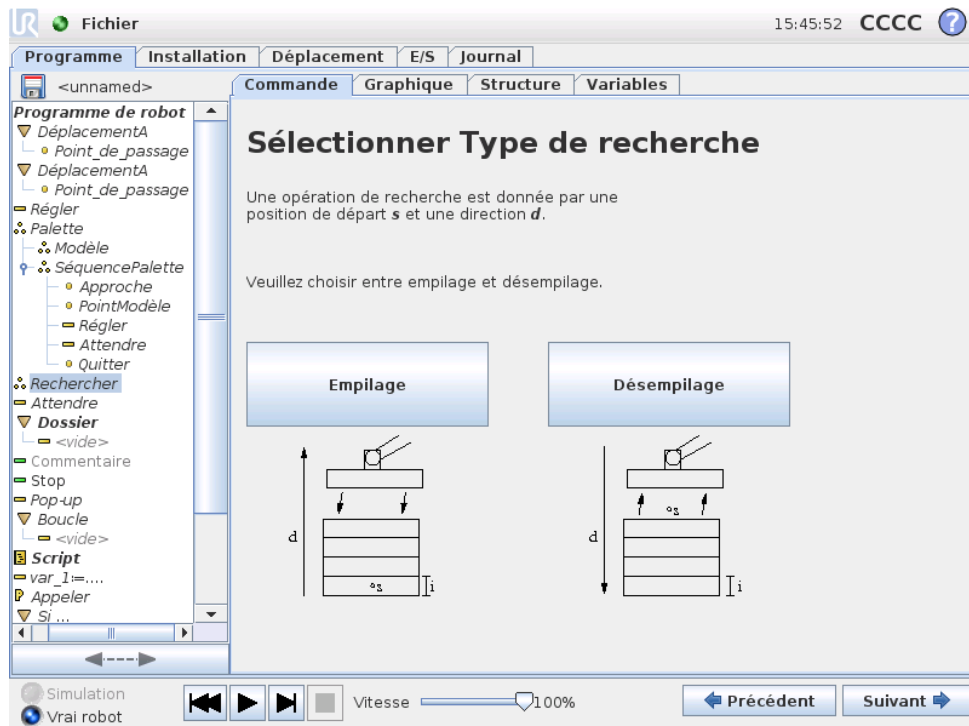 UR Fichier 15:45:52 CCCC ?
Programme Installation Déplacement E/S Journal
<unnamed>
Commande Graphique Structure Variables
Programme de robot
DéplacementA
Point_de_passage
DéplacementA
Point_de_passage
Régler
Palette
Modèle
SéquencePalette
Approche
PointModèle
Régler
Attendre
Quitter
Rechercher
Attendre
Dossier
<vide>
Commentaire
Stop
Pop-up
Boucle
<vide>
Script
var_1:=....
P Appeler
Si ...
Sélectionner Type de recherche
Une opération de recherche est donnée par une
position de départ s et une direction d.
Veuillez choisir entre empilage et désempilage.
Empilage Désempilage
d s i
d s i
Simulation
Vrai robot
Vitesse 100%
Précédent Suivant